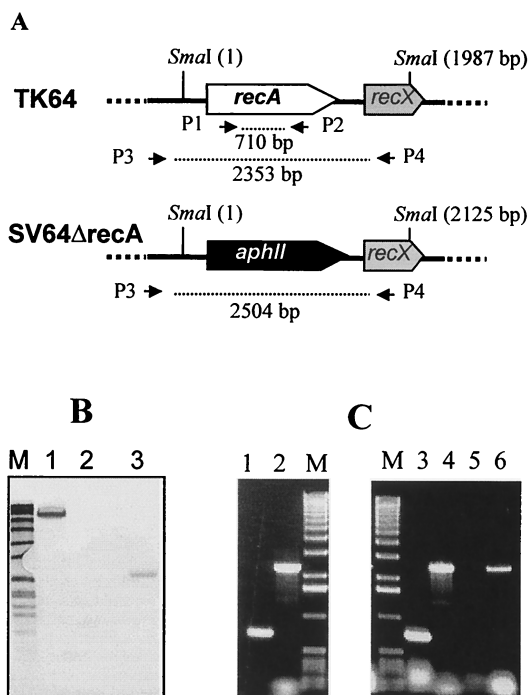 A
SmaI (1) SmaI (1987 bp)
TK64 recA recX
P1 P2
710 bp
P3 P4
2353 bp
SmaI (1) SmaI (2125 bp)
SV64ΔrecA aphII recX
P3 P4
2504 bp
B C
M 1 2 3
1 2 M M 3 4 5 6